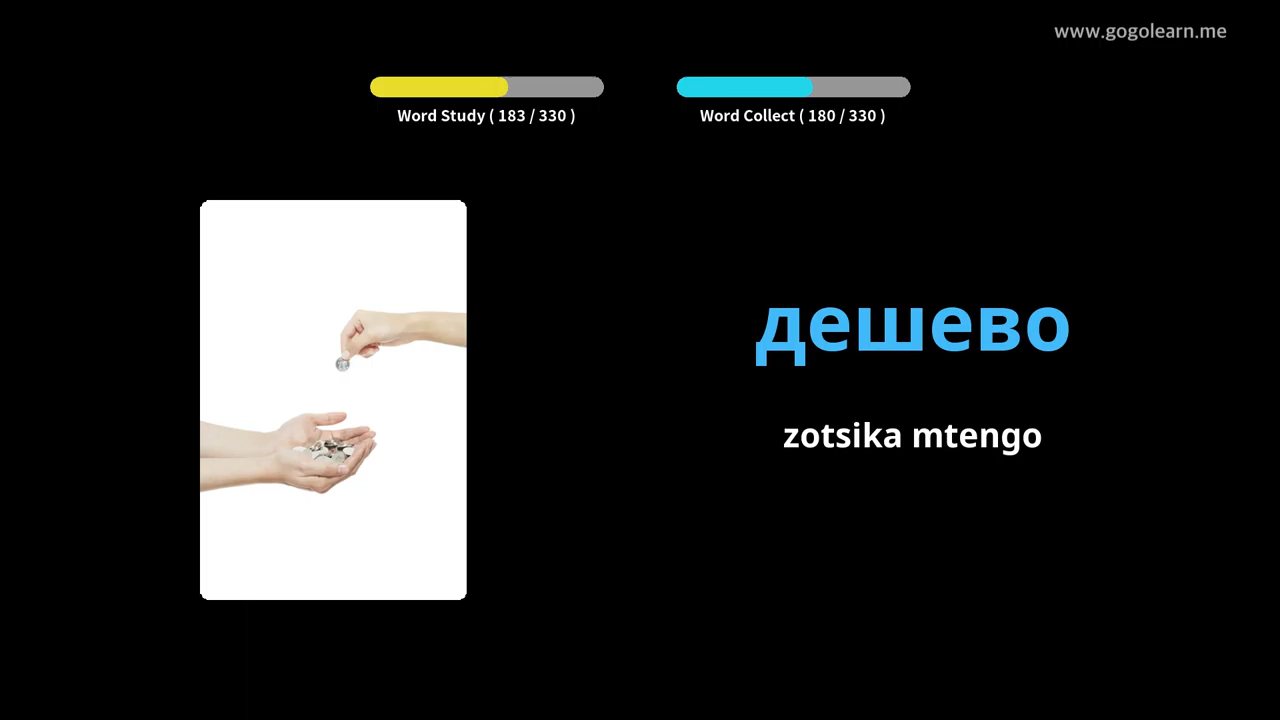 www.gogolearn.me
Word Study ( 183 / 330 )
Word Collect ( 180 / 330 )
дешево
zotsika mtengo